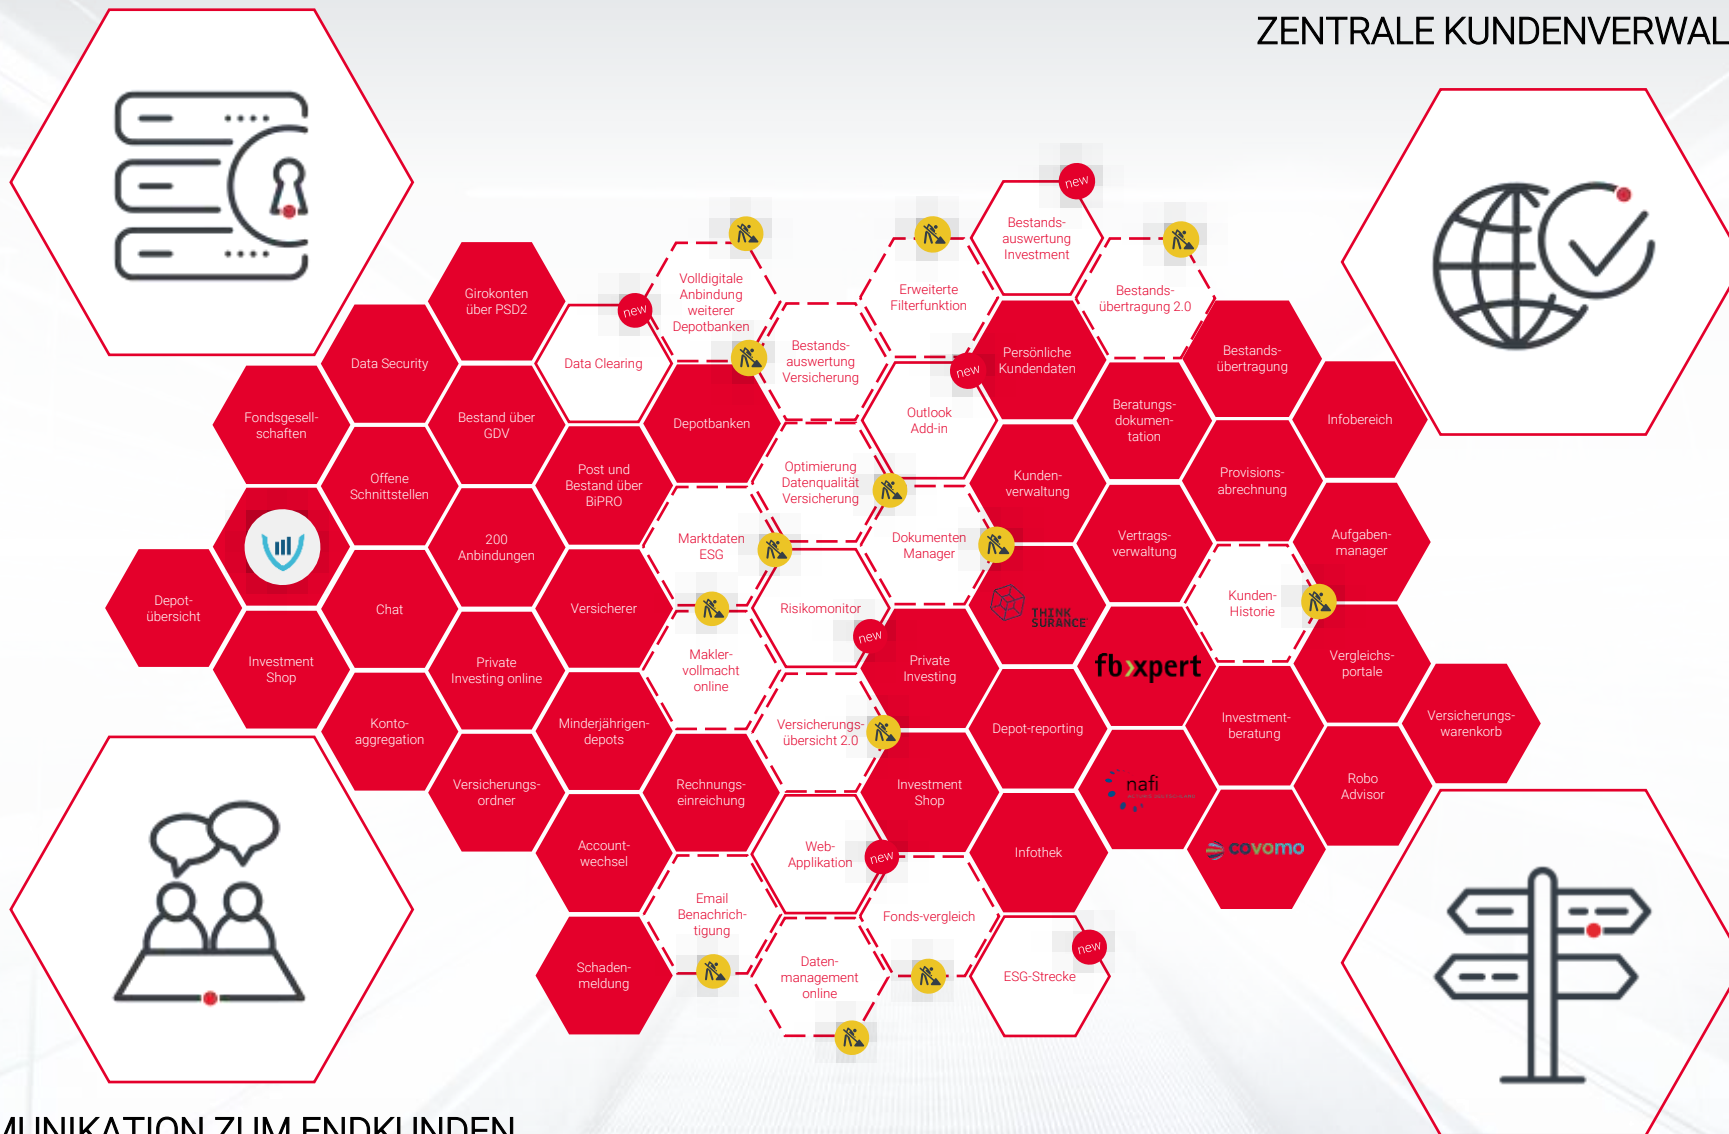 ZENTRALE KUNDENVERWAL
new
Bestands-
auswertung
Investment
Girokonten
über PSD2
Volldigitale
Anbindung
weiterer
Depotbanken
Erweiterte
Filterfunktion
Bestands-
übertragung 2.0
new
Data Security
Data Clearing
Bestands-
auswertung
Versicherung
Persönliche
Kundendaten
Bestands-
übertragung
new
Fondsgesell-
schaften
Bestand über
GDV
Depotbanken
Outlook
Add-in
Beratungs-
dokumen-
tation
Infobereich
Offene
Schnittstellen
Post und
Bestand über
BiPRO
Optimierung
Datenqualität
Versicherung
Kunden-
verwaltung
Provisions-
abrechnung
200
Anbindungen
Marktdaten
ESG
Dokumenten
Manager
Vertrags-
verwaltung
Aufgaben-
manager
Depot-
übersicht
Chat
Versicherer
Risikomonitor
THINK
SURANCE
Kunden-
Historie
new
Investment
Shop
Private
Investing online
Makler-
vollmacht
online
Private
Investing
fbxpert
Vergleichs-
portale
Konto-
aggregation
Minderjährigen-
depots
Versicherungs-
übersicht 2.0
Depot-reporting
Investment-
beratung
Versicherungs-
warenkorb
Versicherungs-
ordner
Rechnungs-
einreichung
Investment
Shop
nafi
Robo
Advisor
Account-
wechsel
Web-
Applikation
new
Infothek
covomo
Email
Benachrich-
tigung
Fonds-vergleich
new
Schaden-
meldung
Daten-
management
online
ESG-Strecke
MUNIKATION ZUM ENDKUNDEN